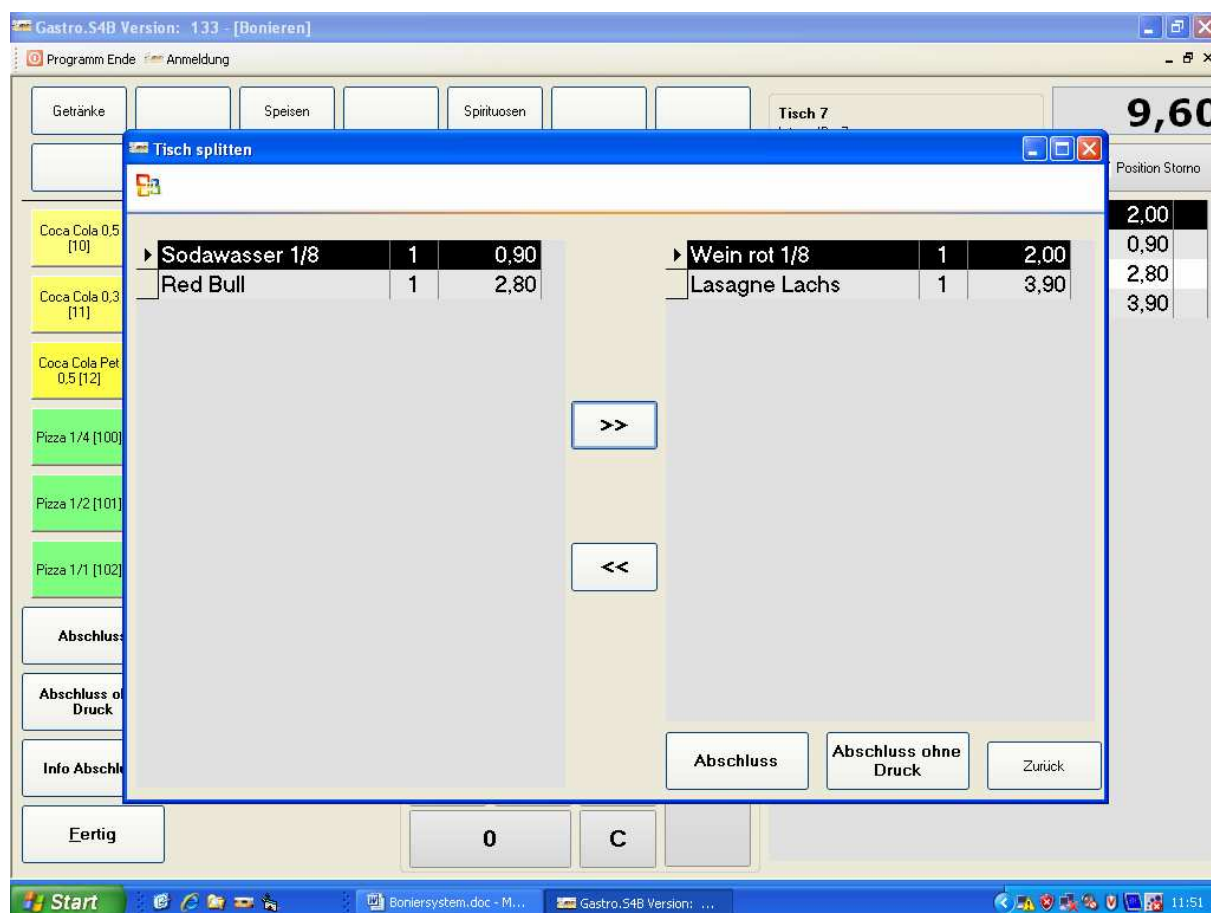 Gastro.S4B Version: 133 - [Bonieren]
Programm Ende Anmeldung
Getränke Speisen Spirituosen
Tisch 7
9,60
Position Storno
Tisch splitten
Coca Cola 0,5
[10]
Coca Cola 0,3
[11]
Coca Cola Pet
0,5 [12]
Pizza 1/4 [100]
Pizza 1/2 [101]
Pizza 1/1 [102]
Abschluss
Abschluss
Druck
Info
Fertig
Sodawasser 1/8 1 0,90
Red Bull 1 2,80
>>
<<
Wein rot 1/8 1 2,00
Lasagne Lachs 1 3,90
Abschluss
Abschluss ohne
Druck
Zurück
2,00
0,90
2,80
3,90
0 C
Start
Boniersystem.doc - M...
Gastro.S4B Version: ...
11:51